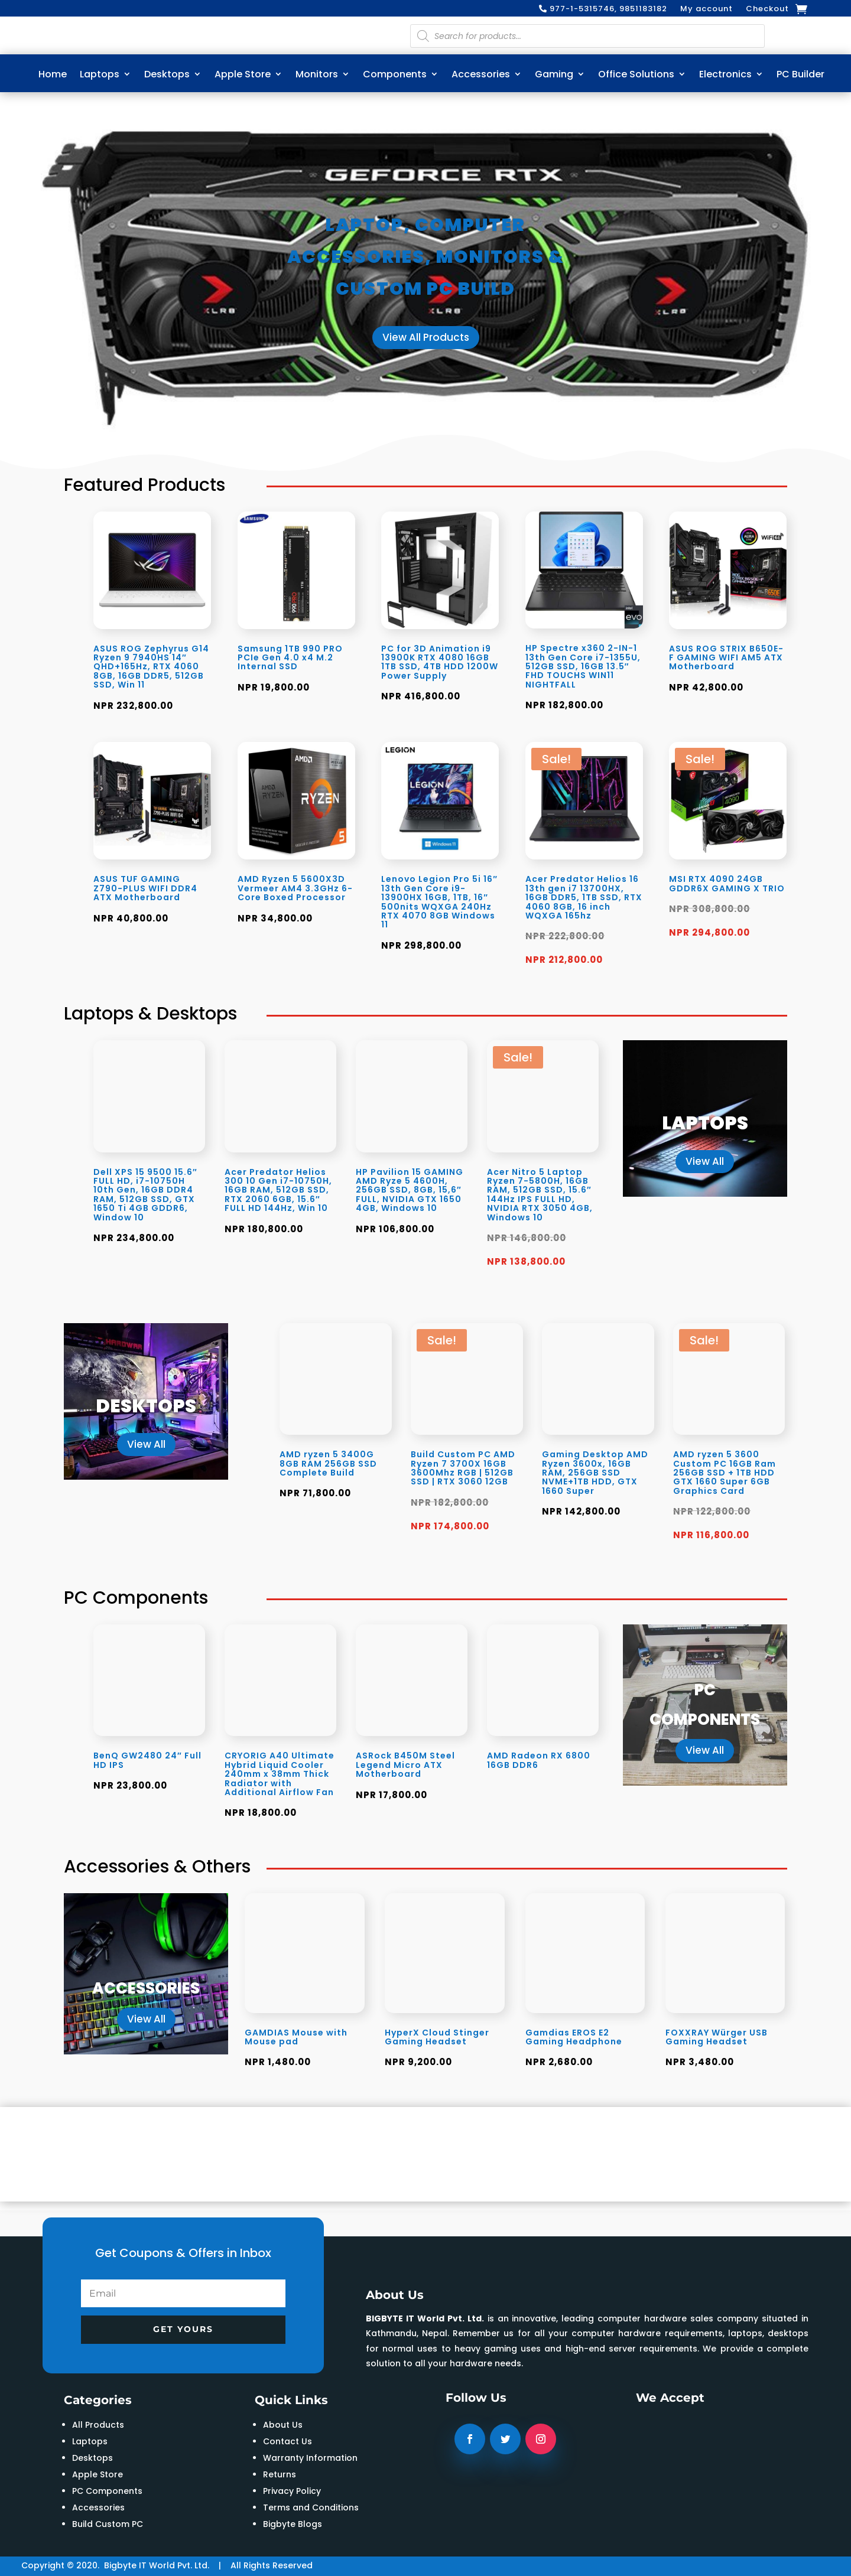 977-1-5315746, 9851183182 My account Checkout
Search for products...
Home Laptops Desktops Apple Store Monitors Components Accessories Gaming Office Solutions Electronics PC Builder
GEFORCE RTX
LAPTOP, COMPUTER
ACCESSORIES, MONITORS &
CUSTOM PC BUILD
XLR8 XLR8 XLR8
View All Products
Featured Products
ASUS ROG Zephyrus G14
Ryzen 9 7940HS 14″
QHD+165Hz, RTX 4060
8GB, 16GB DDR5, 512GB
SSD, Win 11
NPR 232,800.00
SAMSUNG
990 PRO
Samsung 1TB 990 PRO
PCIe Gen 4.0 x4 M.2
Internal SSD
NPR 19,800.00
PC for 3D Animation i9
13900K RTX 4080 16GB
1TB SSD, 4TB HDD 1200W
Power Supply
NPR 416,800.00
evo
HP Spectre x360 2-IN-1
13th Gen Core i7-1355U,
512GB SSD, 16GB 13.5″
FHD TOUCHS WIN11
NIGHTFALL
NPR 182,800.00
ASUS ROG STRIX B650E-
F GAMING WIFI AM5 ATX
Motherboard
NPR 42,800.00
ASUS TUF GAMING
Z790-PLUS WIFI DDR4
ATX Motherboard
NPR 40,800.00
AMD
RYZEN
5
AMD Ryzen 5 5600X3D
Vermeer AM4 3.3GHz 6-
Core Boxed Processor
NPR 34,800.00
LEGION
LEGION
Windows 11
Lenovo Legion Pro 5i 16″
13th Gen Core i9-
13900HX 16GB, 1TB, 16″
500nits WQXGA 240Hz
RTX 4070 8GB Windows
11
NPR 298,800.00
Sale!
Acer Predator Helios 16
13th gen i7 13700HX,
16GB DDR5, 1TB SSD, RTX
4060 8GB, 16 inch
WQXGA 165hz
NPR 222,800.00
NPR 212,800.00
Sale!
MSI RTX 4090 24GB
GDDR6X GAMING X TRIO
NPR 308,800.00
NPR 294,800.00
Laptops & Desktops
Dell XPS 15 9500 15.6″
FULL HD, i7-10750H
10th Gen, 16GB DDR4
RAM, 512GB SSD, GTX
1650 Ti 4GB GDDR6,
Window 10
NPR 234,800.00
Acer Predator Helios
300 10 Gen i7-10750H,
16GB RAM, 512GB SSD,
RTX 2060 6GB, 15.6″
FULL HD 144Hz, Win 10
NPR 180,800.00
HP Pavilion 15 GAMING
AMD Ryze 5 4600H,
256GB SSD, 8GB, 15,6″
FULL, NVIDIA GTX 1650
4GB, Windows 10
NPR 106,800.00
Sale!
Acer Nitro 5 Laptop
Ryzen 7-5800H, 16GB
RAM, 512GB SSD, 15.6″
144Hz IPS FULL HD,
NVIDIA RTX 3050 4GB,
Windows 10
NPR 146,800.00
NPR 138,800.00
LAPTOPS
View All
DESKTOPS
View All
AMD ryzen 5 3400G
8GB RAM 256GB SSD
Complete Build
NPR 71,800.00
Sale!
Build Custom PC AMD
Ryzen 7 3700X 16GB
3600Mhz RGB | 512GB
SSD | RTX 3060 12GB
NPR 182,800.00
NPR 174,800.00
Gaming Desktop AMD
Ryzen 3600x, 16GB
RAM, 256GB SSD
NVME+1TB HDD, GTX
1660 Super
NPR 142,800.00
Sale!
AMD ryzen 5 3600
Custom PC 16GB Ram
256GB SSD + 1TB HDD
GTX 1660 Super 6GB
Graphics Card
NPR 122,800.00
NPR 116,800.00
PC Components
BenQ GW2480 24″ Full
HD IPS
NPR 23,800.00
CRYORIG A40 Ultimate
Hybrid Liquid Cooler
240mm x 38mm Thick
Radiator with
Additional Airflow Fan
NPR 18,800.00
ASRock B450M Steel
Legend Micro ATX
Motherboard
NPR 17,800.00
AMD Radeon RX 6800
16GB DDR6
PC
COMPONENTS
View All
Accessories & Others
ACCESSORIES
View All
GAMDIAS Mouse with
Mouse pad
NPR 1,480.00
HyperX Cloud Stinger
Gaming Headset
NPR 9,200.00
Gamdias EROS E2
Gaming Headphone
NPR 2,680.00
FOXXRAY Würger USB
Gaming Headset
NPR 3,480.00
Get Coupons & Offers in Inbox
Email
GET YOURS
About Us
BIGBYTE IT World Pvt. Ltd. is an innovative, leading computer hardware sales company situated in
Kathmandu, Nepal. Remember us for all your computer hardware requirements, laptops, desktops
for normal uses to heavy gaming uses and high-end server requirements. We provide a complete
solution to all your hardware needs.
Categories
All Products
Laptops
Desktops
Apple Store
PC Components
Accessories
Build Custom PC
Quick Links
About Us
Contact Us
Warranty Information
Returns
Privacy Policy
Terms and Conditions
Bigbyte Blogs
Follow Us
We Accept
Copyright © 2020. Bigbyte IT World Pvt. Ltd. | All Rights Reserved